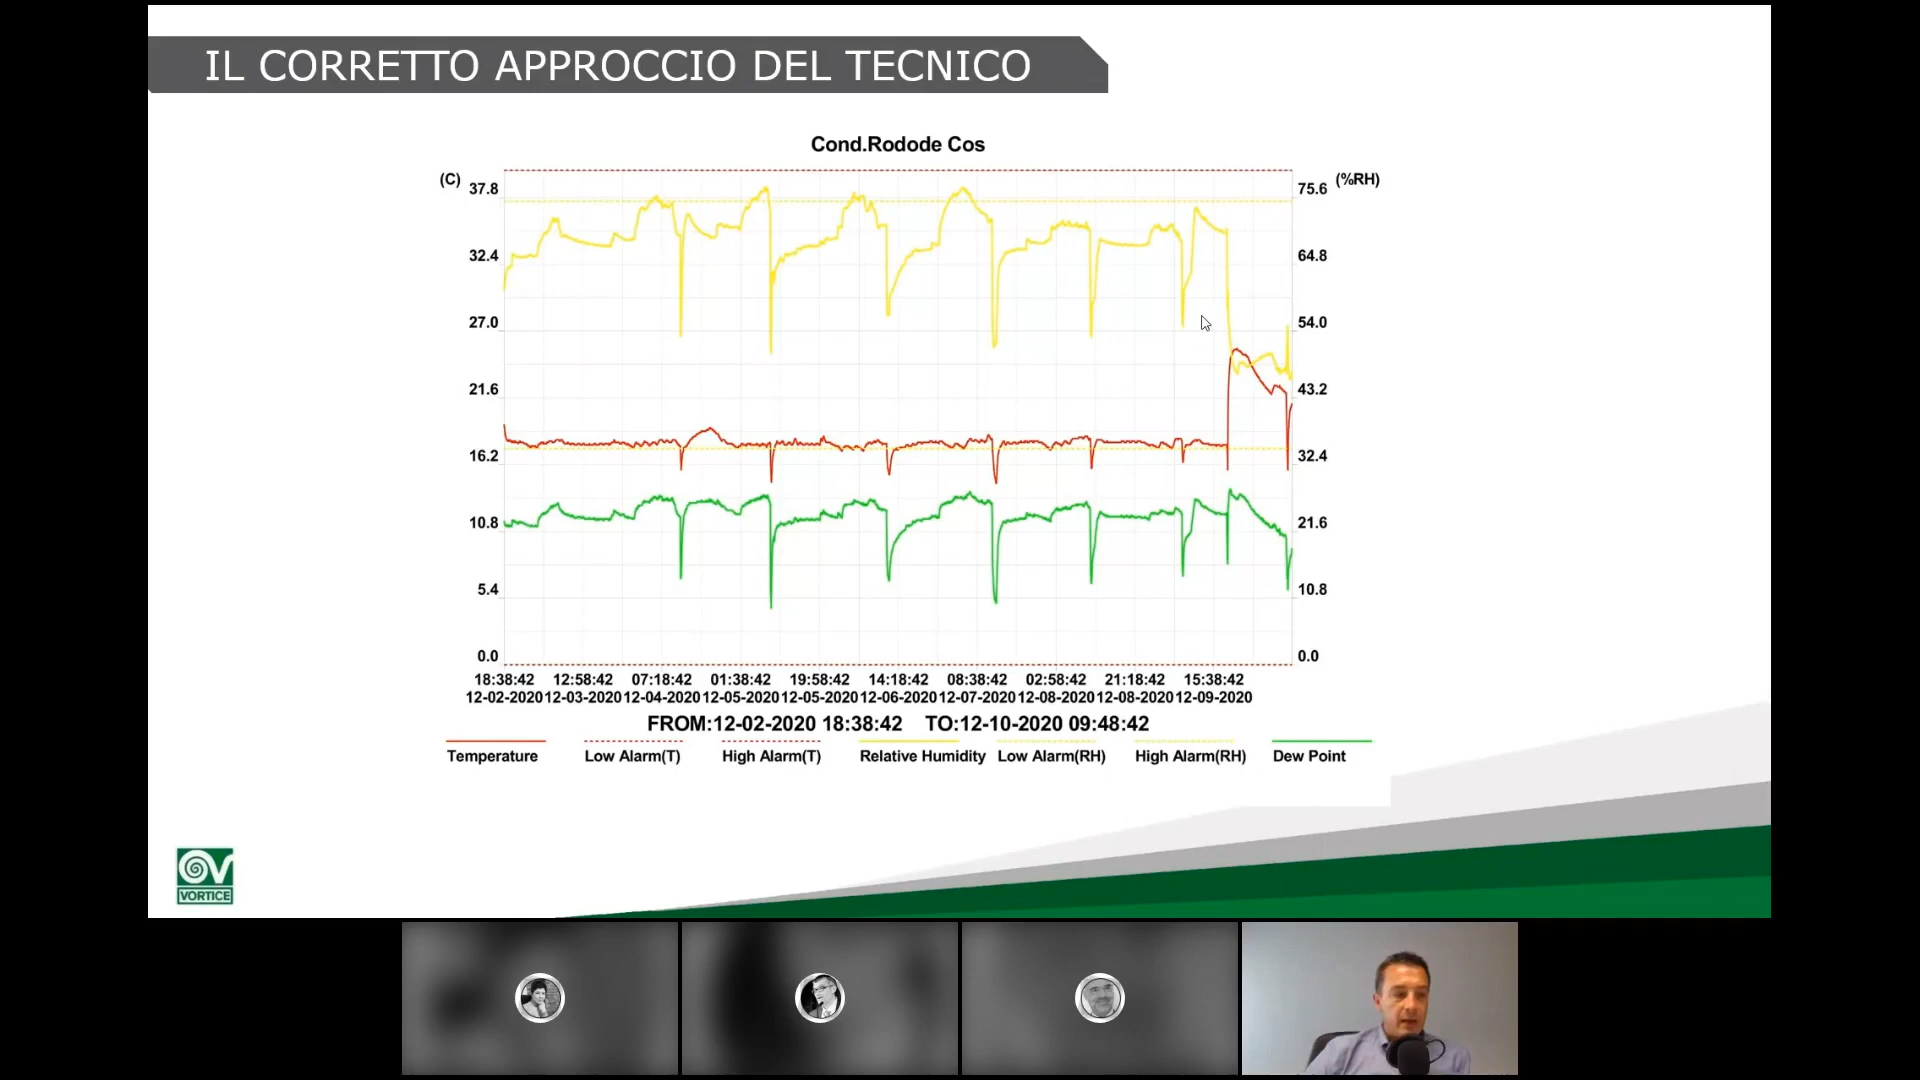 IL CORRETTO APPROCCIO DEL TECNICO
Cond.Rodode Cos
(C)
(%RH)
37.8
75.6
32.4
64.8
27.0
54.0
21.6
43.2
16.2
32.4
10.8
21.6
5.4
10.8
0.0
0.0
18:38:42 12:58:42 07:18:42 01:38:42 19:58:42 14:18:42 08:38:42 02:58:42 21:18:42 15:38:42
12-02-2020 12-03-2020 12-04-2020 12-05-2020 12-05-2020 12-06-2020 12-07-2020 12-08-2020 12-08-2020 12-09-2020
FROM:12-02-2020 18:38:42 TO:12-10-2020 09:48:42
Temperature Low Alarm(T) High Alarm(T) Relative Humidity Low Alarm(RH) High Alarm(RH) Dew Point
VORTICE